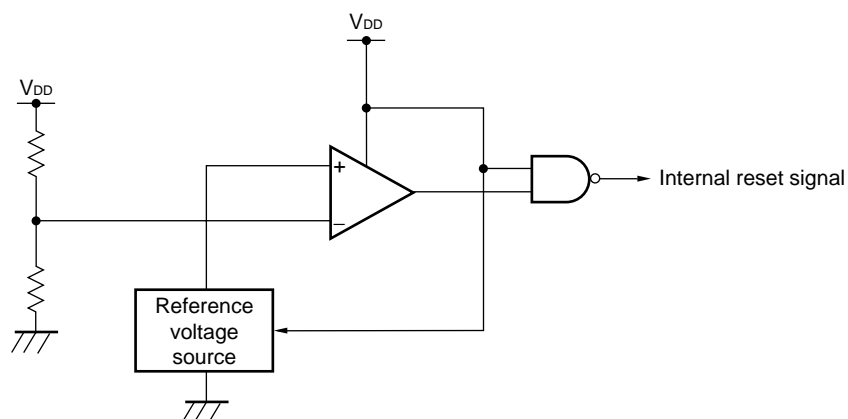 VDD
VDD
+
−
Internal reset signal
Reference
voltage
source